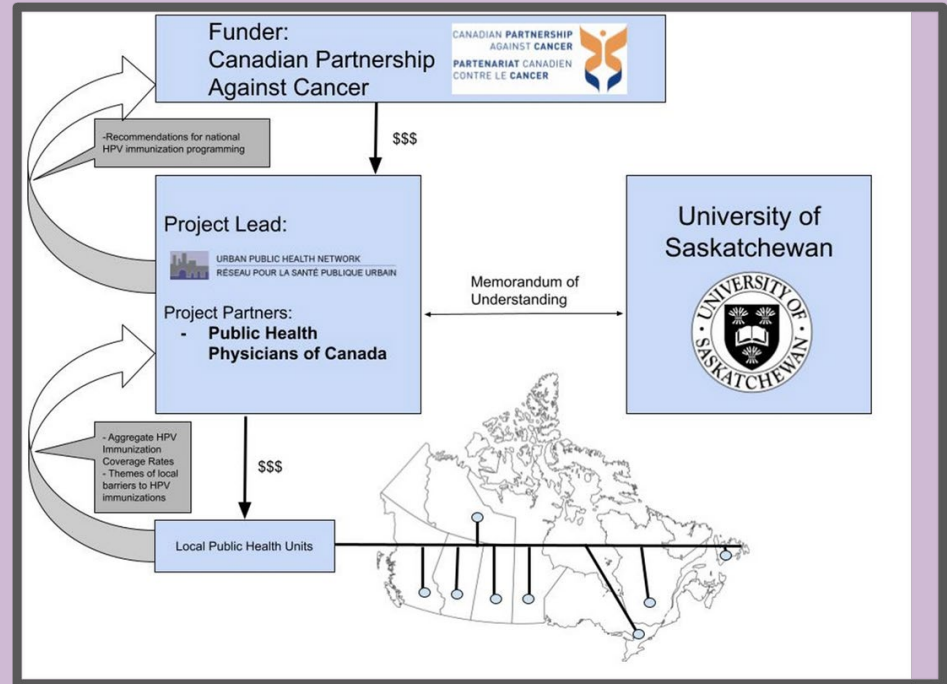 Funder:
Canadian Partnership
Against Cancer
CANADIAN PARTNERSHIP
AGAINST CANCER
PARTENARIAT CANADIEN
CONTRE LE CANCER
$$$
-Recommendations for national
HPV immunization programming
Project Lead:
URBAN PUBLIC HEALTH NETWORK
RÉSEAU POUR LA SANTÉ PUBLIQUE URBAIN
Project Partners:
- Public Health
Physicians of Canada
Memorandum of
Understanding
University of
Saskatchewan
UNIVERSITY OF
SASKATCHEWAN
- Aggregate HPV
Immunization
Coverage Rates
- Themes of local
barriers to HPV
immunizations
$$$
Local Public Health Units